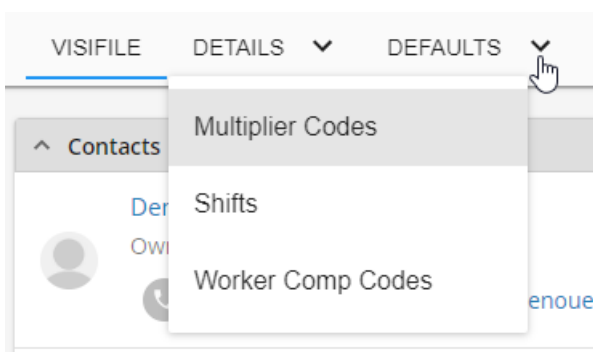 VISIFILE DETAILS DEFAULTS
Multiplier Codes
Contacts
Shifts
Worker Comp Codes